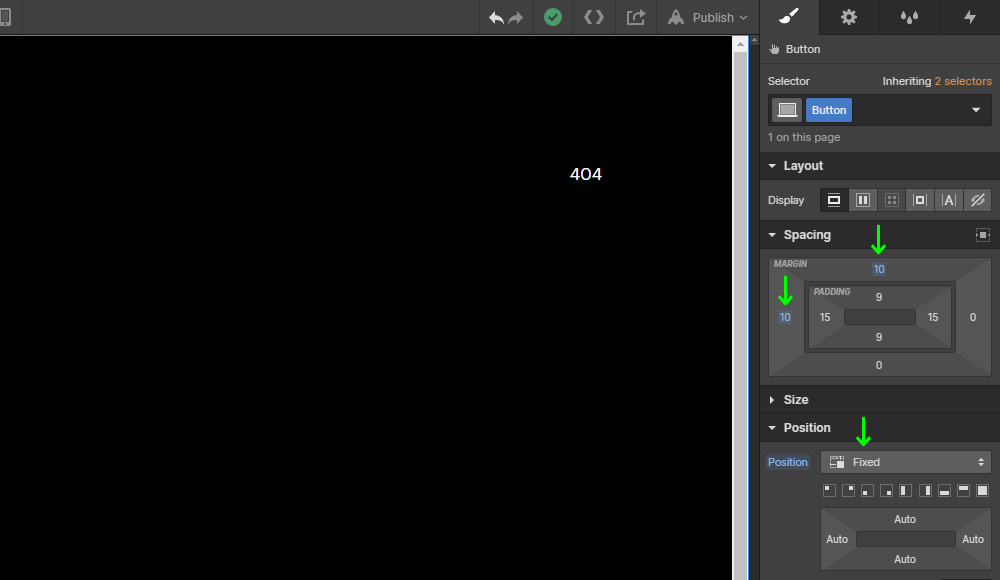 Publish
Button
Selector
Inheriting 2 selectors
Button
1 on this page
404
Layout
Display
A
Spacing
MARGIN
10
PADDING
9
10
15
15
0
9
0
Size
Position
Position
Fixed
Auto
Auto
Auto
Auto